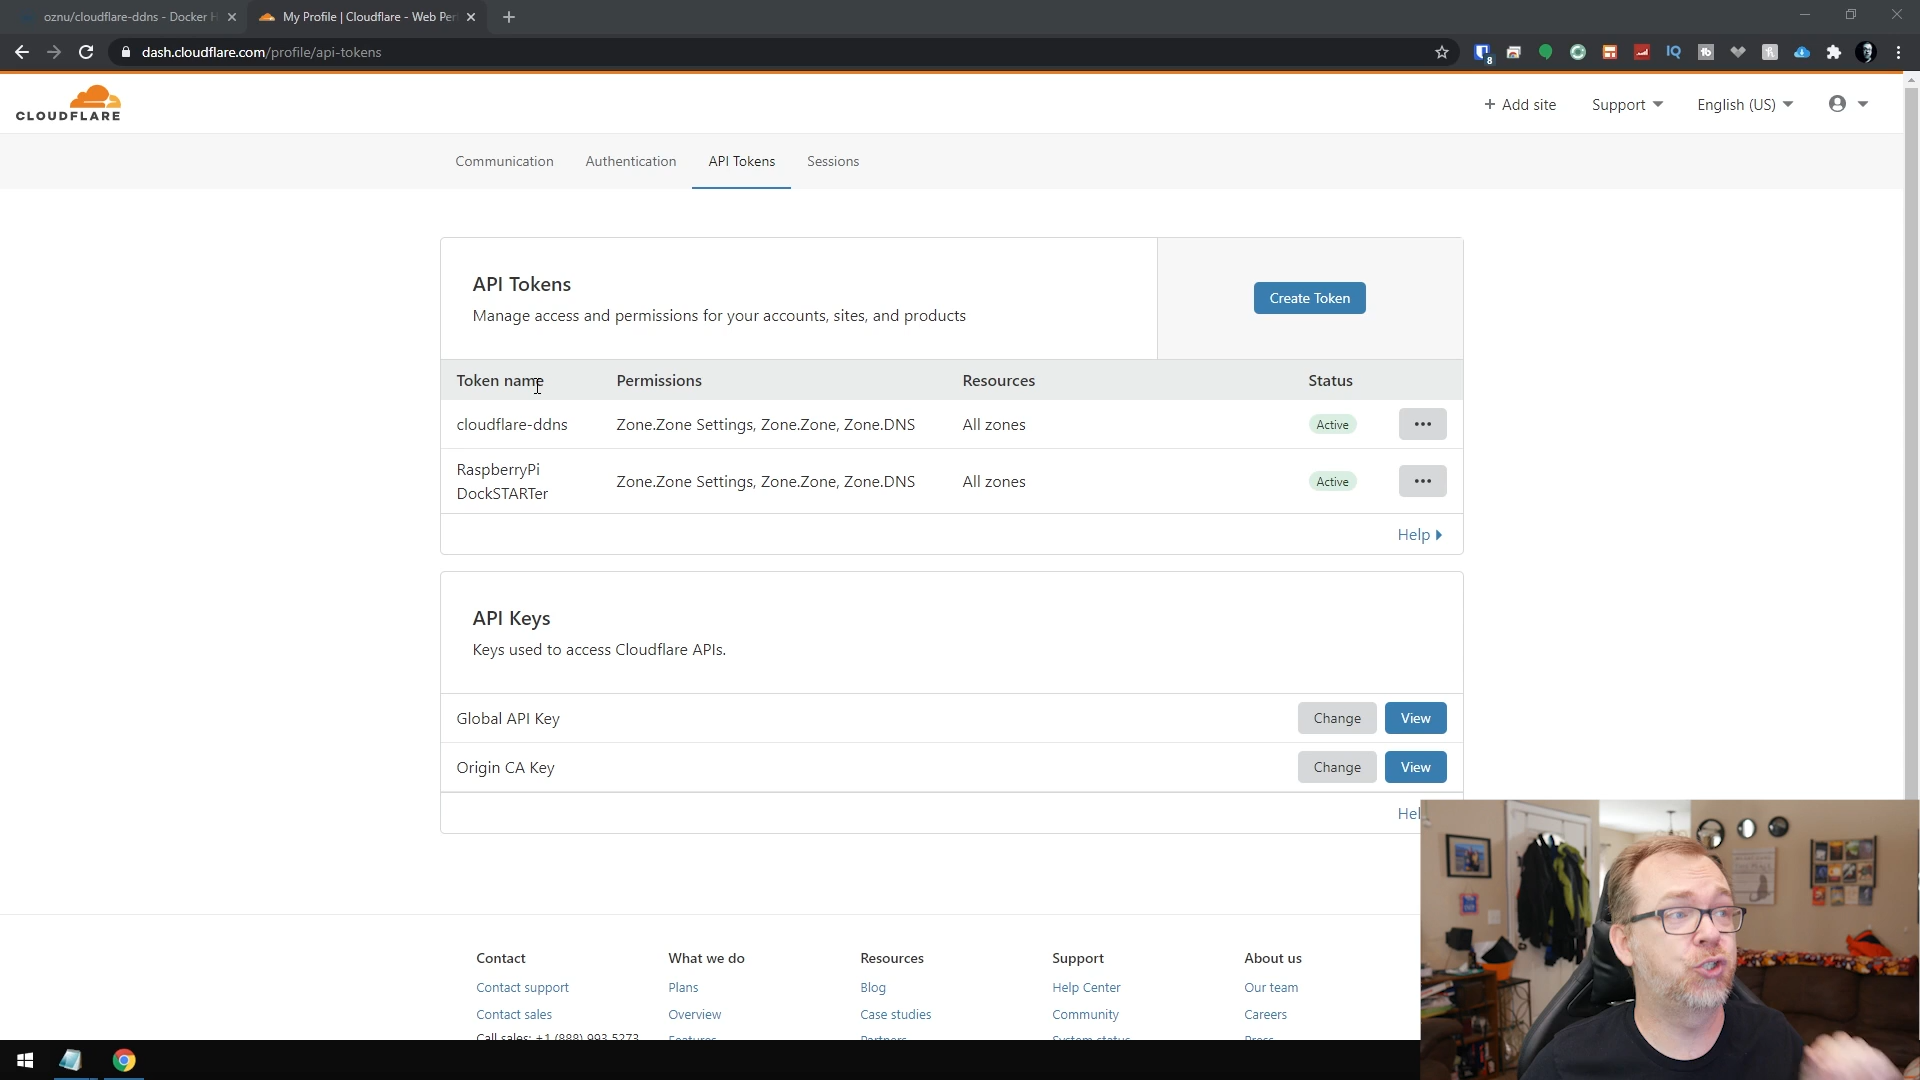 oznu/cloudflare-ddns - Docker H
My Profile | Cloudflare - Web Per
dash.cloudflare.com/profile/api-tokens
8
IQ
CLOUDFLARE
+ Add site
Support
English (US)
Communication
Authentication
API Tokens
Sessions
API Tokens
Manage access and permissions for your accounts, sites, and products
Create Token
Token name Permissions Resources Status
cloudflare-ddns Zone.Zone Settings, Zone.Zone, Zone.DNS All zones Active
RaspberryPi
DockSTARTer Zone.Zone Settings, Zone.Zone, Zone.DNS All zones Active
Help
API Keys
Keys used to access Cloudflare APIs.
Global API Key Change View
Origin CA Key Change View
Hel
Contact What we do Resources Support About us
Contact support Plans Blog Help Center Our team
Contact sales Overview Case studies Community Careers
Call sales: +1 (888) 993 5273 Features Partners System status Press